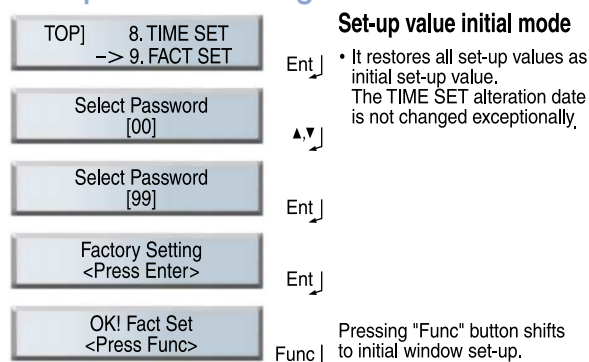 Set-up value initial mode
TOP] 8. TIME SET
–> 9. FACT SET
Ent
• It restores all set-up values as
initial set-up value.
The TIME SET alteration date
is not changed exceptionally.
Select Password
[00]
▲,▼
Select Password
[99]
Ent
Factory Setting
<Press Enter>
Ent
OK! Fact Set
<Press Func>
Func
Pressing "Func" button shifts
to initial window set-up.